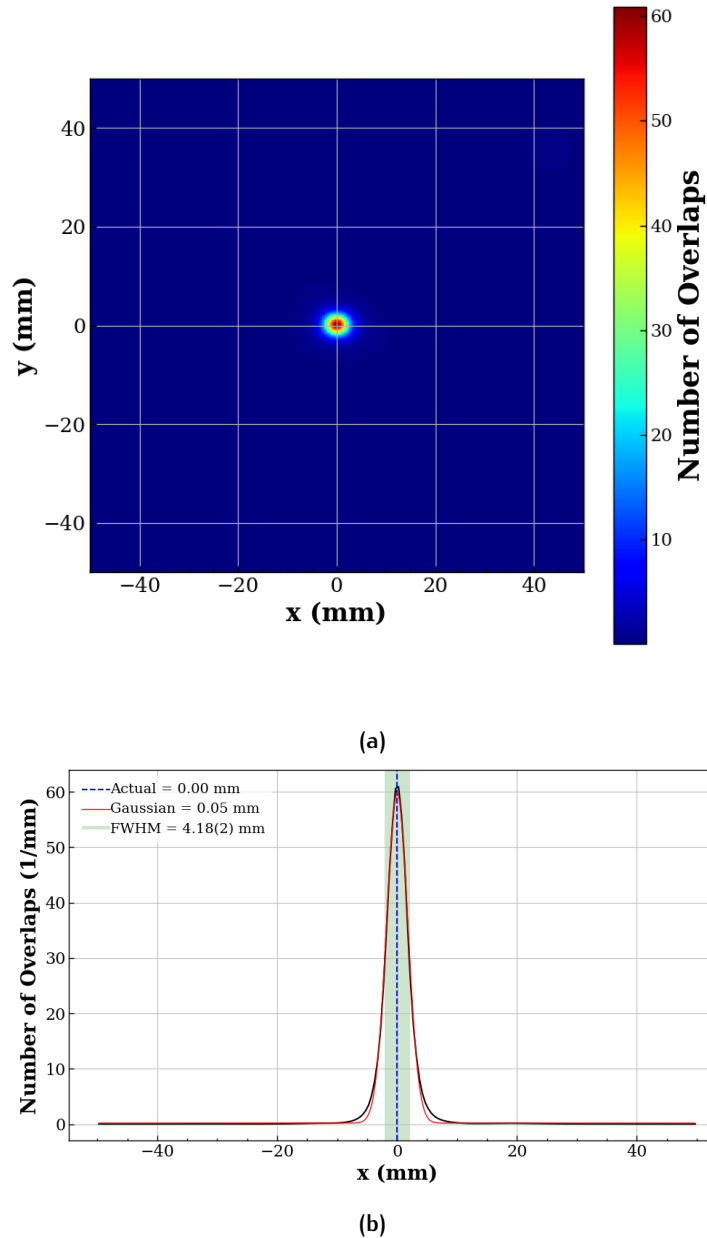 60
50
40
30
20
10
Number of Overlaps
40
20
0
−20
−40
y (mm)
−40 −20 0 20 40
x (mm)
(a)
60
50
40
30
20
10
0
Number of Overlaps (1/mm)
Actual = 0.00 mm
Gaussian = 0.05 mm
FWHM = 4.18(2) mm
−40 −20 0 20 40
x (mm)
(b)